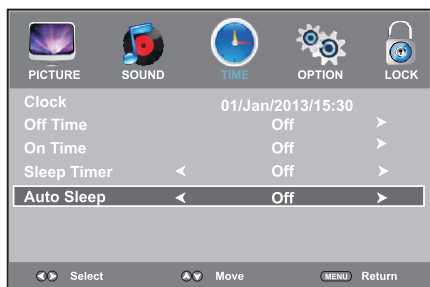 PICTURE SOUND TIME OPTION LOCK
Clock 01/Jan/2013/15:30
Off Time Off
On Time Off
Sleep Timer Off
Auto Sleep Off
Select Move MENU Return